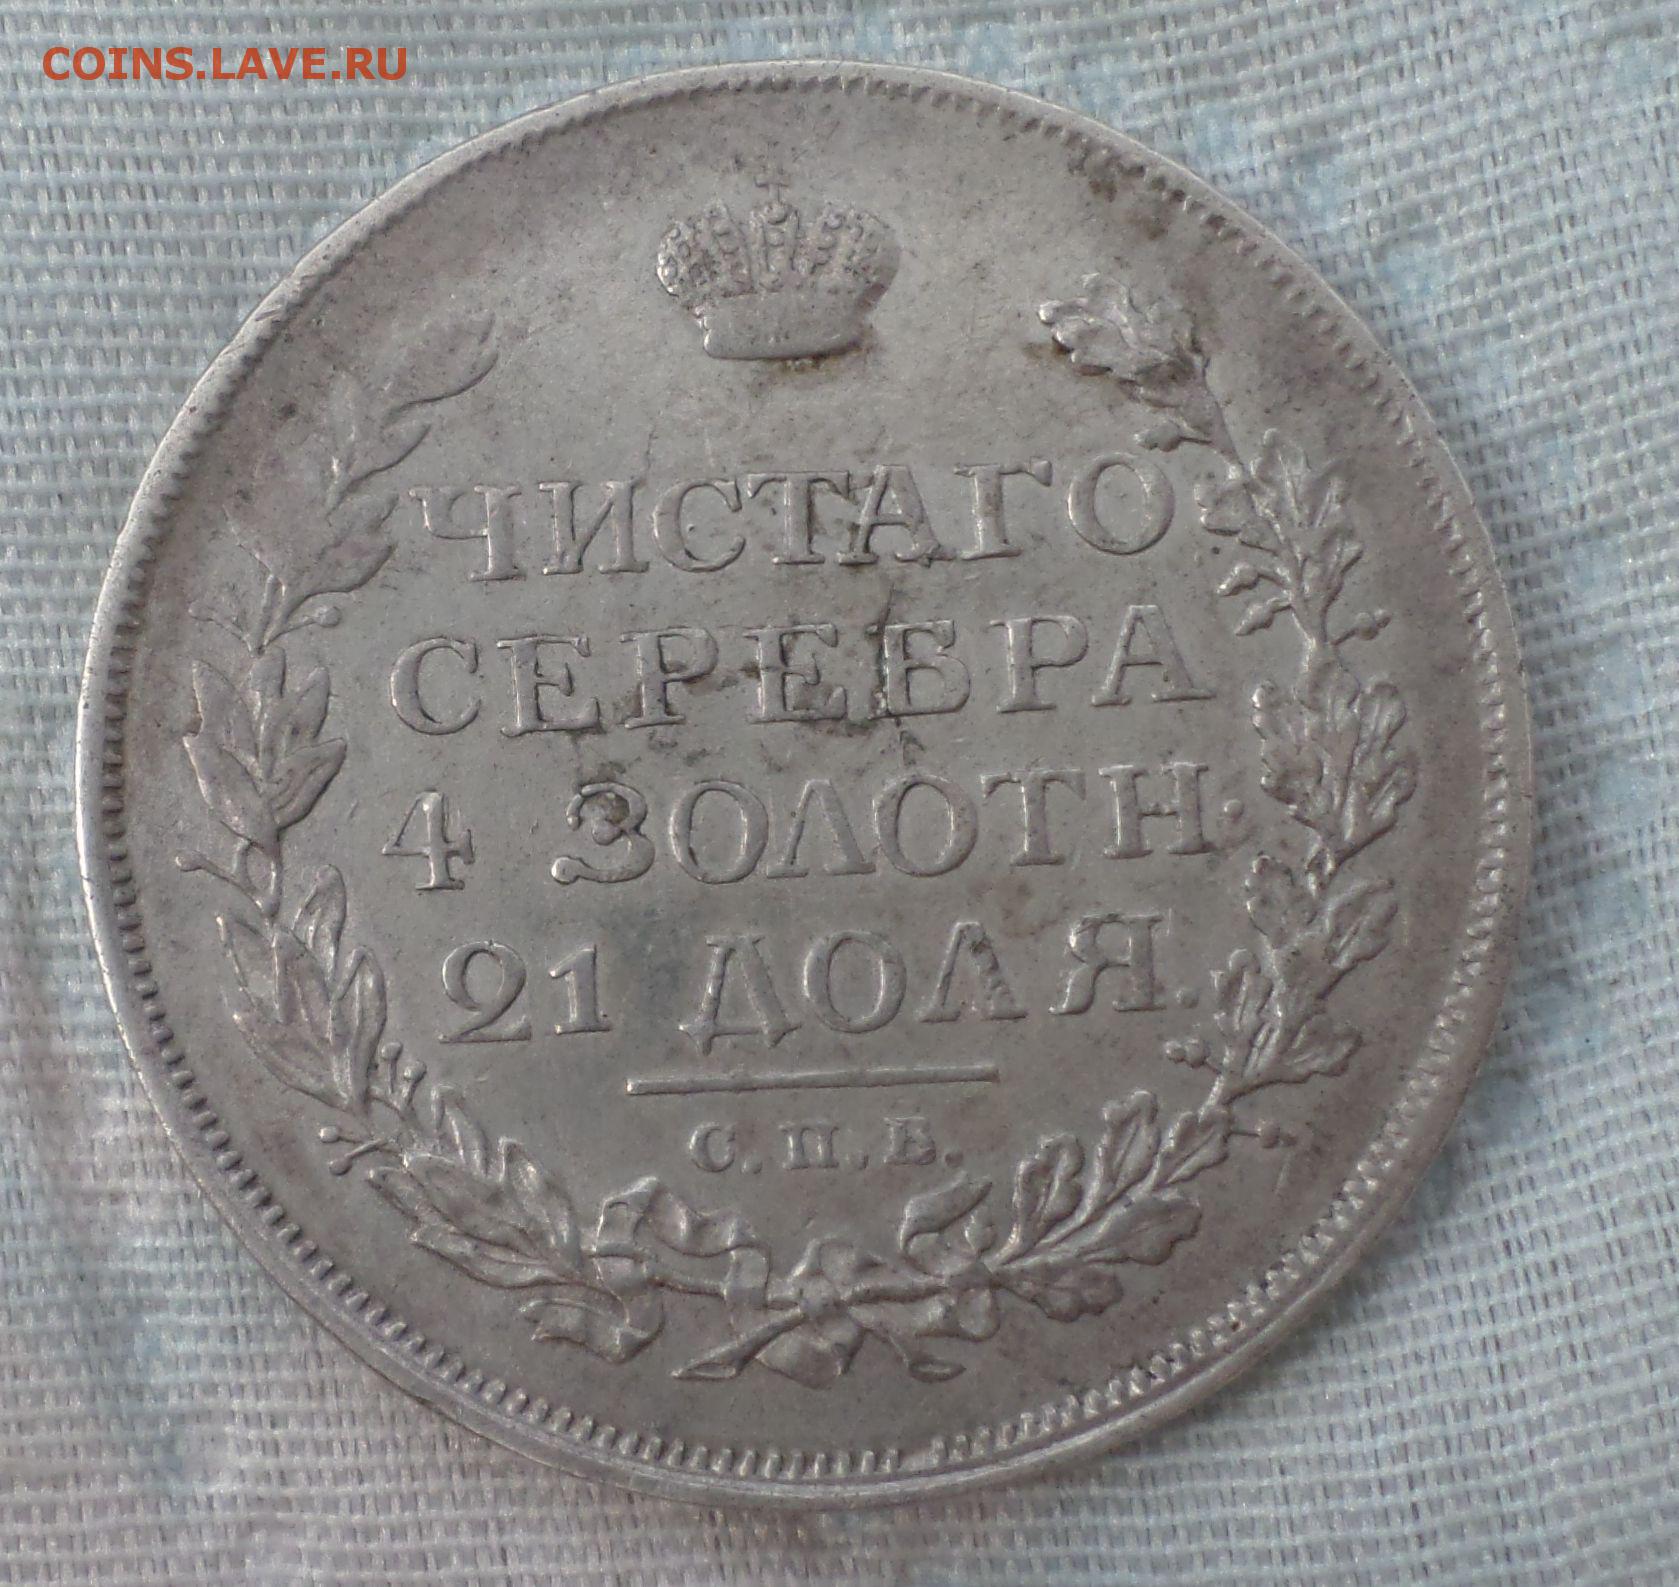 COINS.LAVE.RU
ЧИСТАГО
СЕРЕБРА
4 ЗОЛОТН.
21 ДОЛЯ.
С.П.Б.